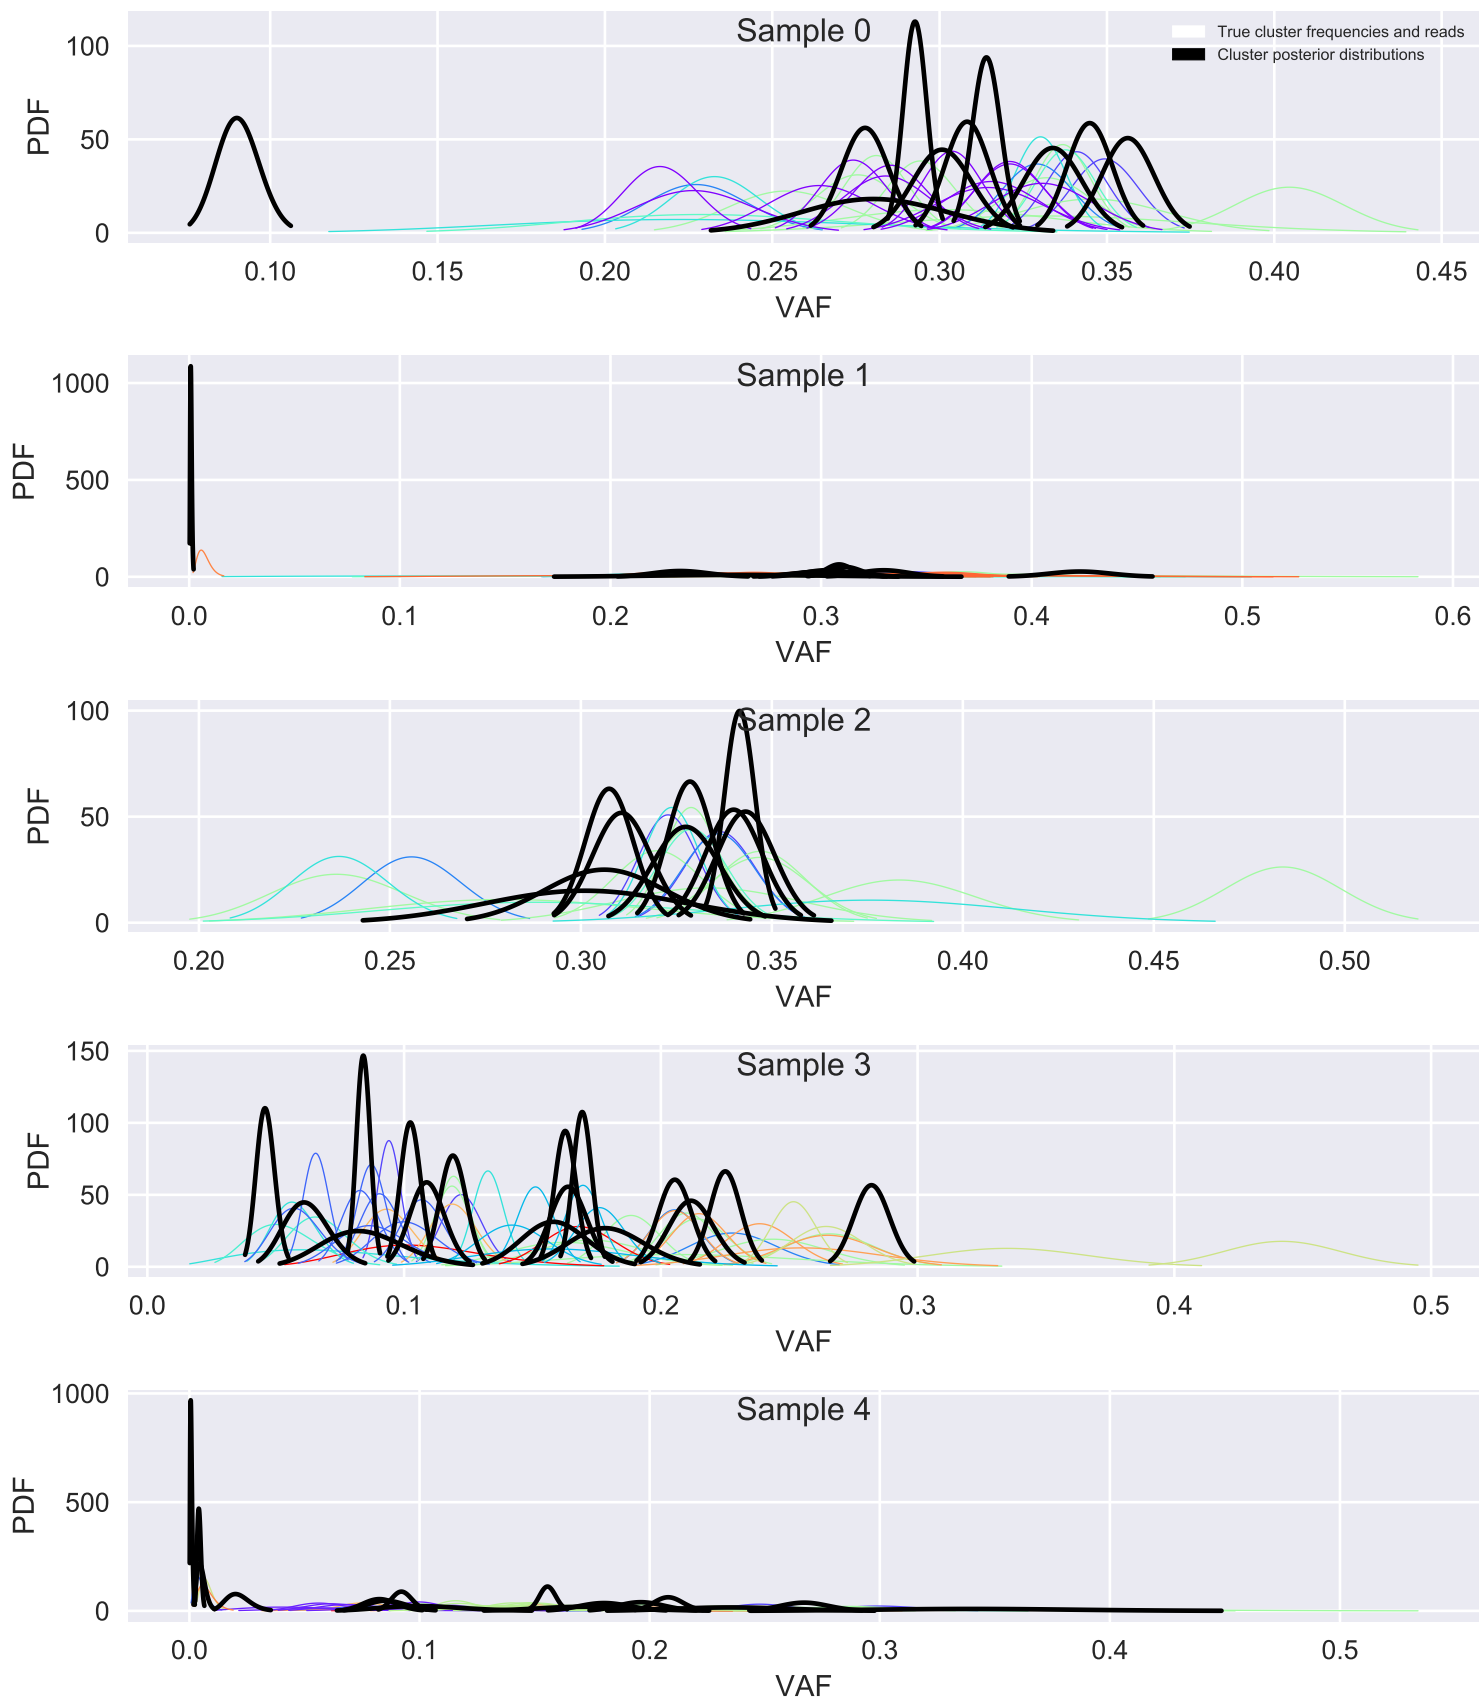 Sample 0
True cluster frequencies and reads
Cluster posterior distributions
PDF
100
50
0
0.10 0.15 0.20 0.25 0.30 0.35 0.40 0.45
VAF
Sample 1
PDF
1000
500
0
0.0 0.1 0.2 0.3 0.4 0.5 0.6
VAF
Sample 2
PDF
100
50
0
0.20 0.25 0.30 0.35 0.40 0.45 0.50
VAF
Sample 3
PDF
150
100
50
0
0.0 0.1 0.2 0.3 0.4 0.5
VAF
Sample 4
PDF
1000
500
0
0.0 0.1 0.2 0.3 0.4 0.5
VAF